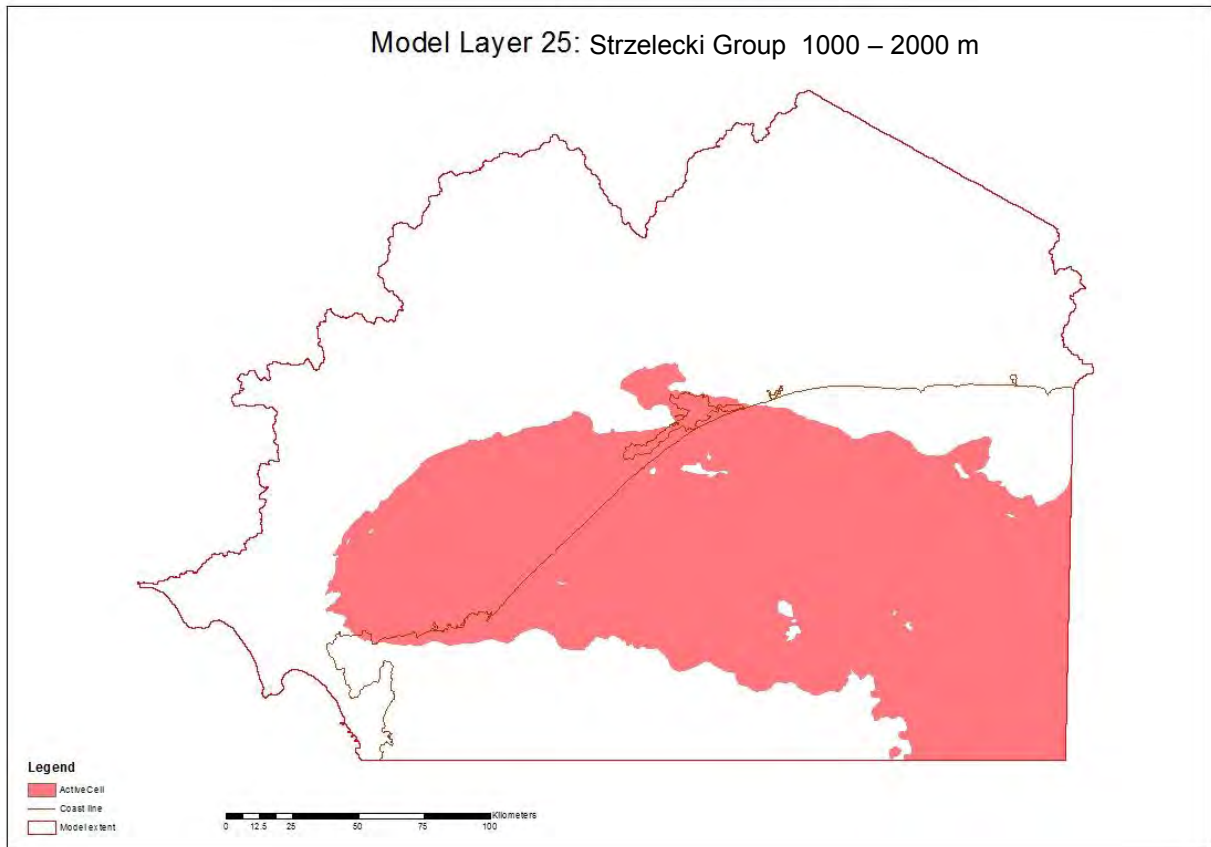 Model Layer 25: Strzelecki Group 1000 – 2000 m
Legend
ActiveCell
Coast line
Model extent
Kilometers
0 12.5 25 50 75 100